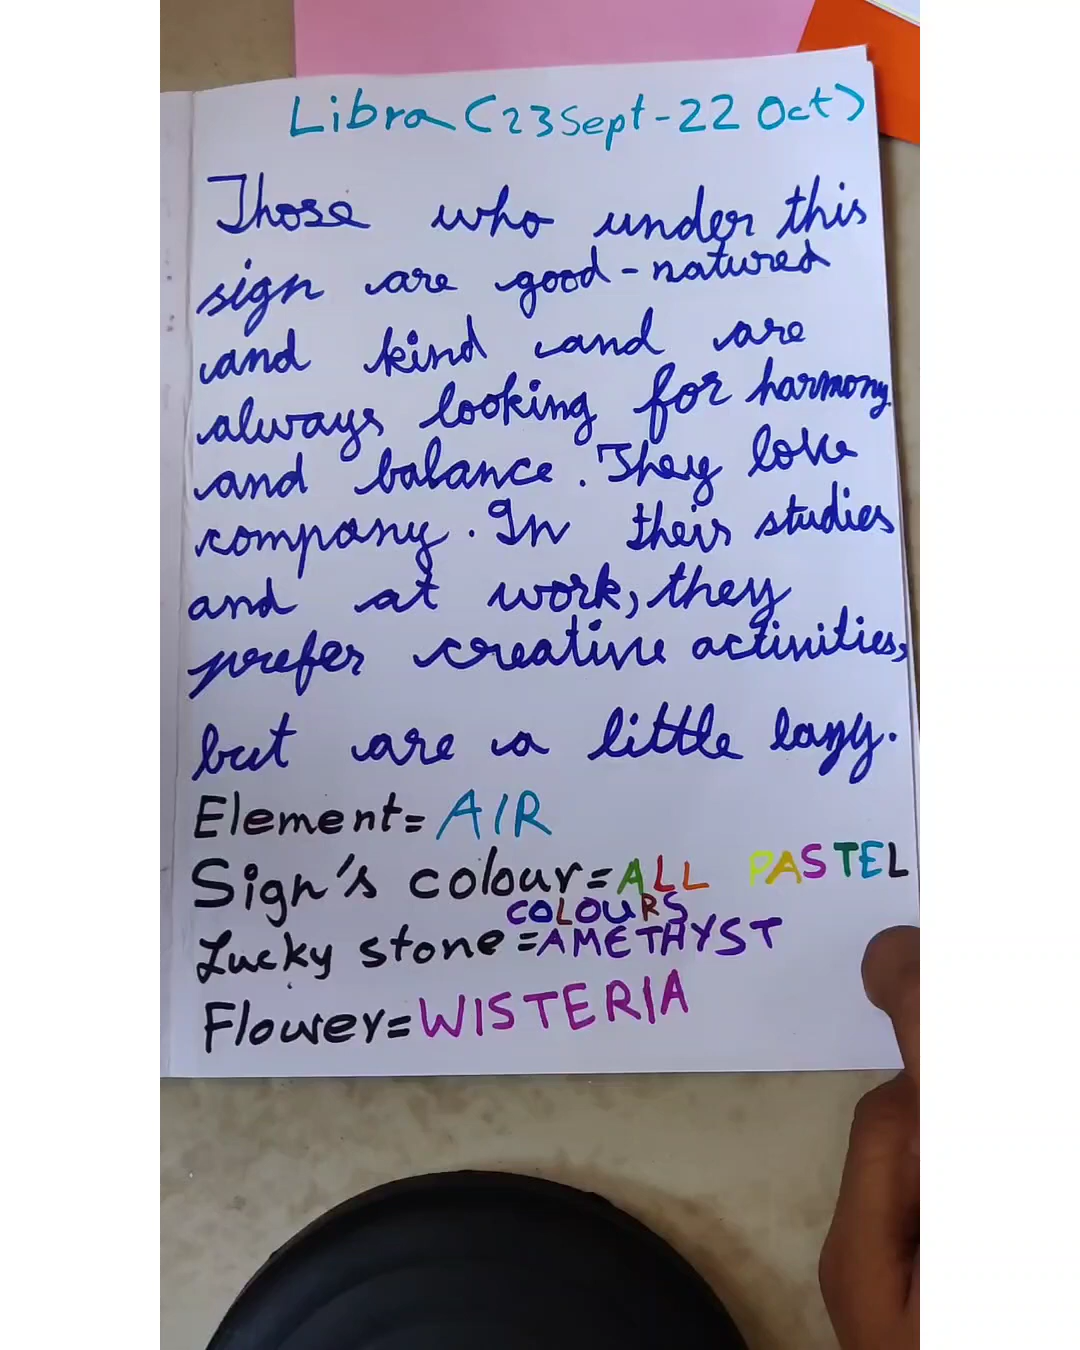 Libra (23 Sept - 22 Oct)
Those who under this
sign are good-natured
and kind and are
always looking for harmony
and balance. They love
company. In their studies
and at work, they
prefer creative activities,
but are a little lazy.
Element = AIR
Sign's colour = ALL PASTEL
COLOURS
Lucky stone = AMETHYST
Flower = WISTERIA